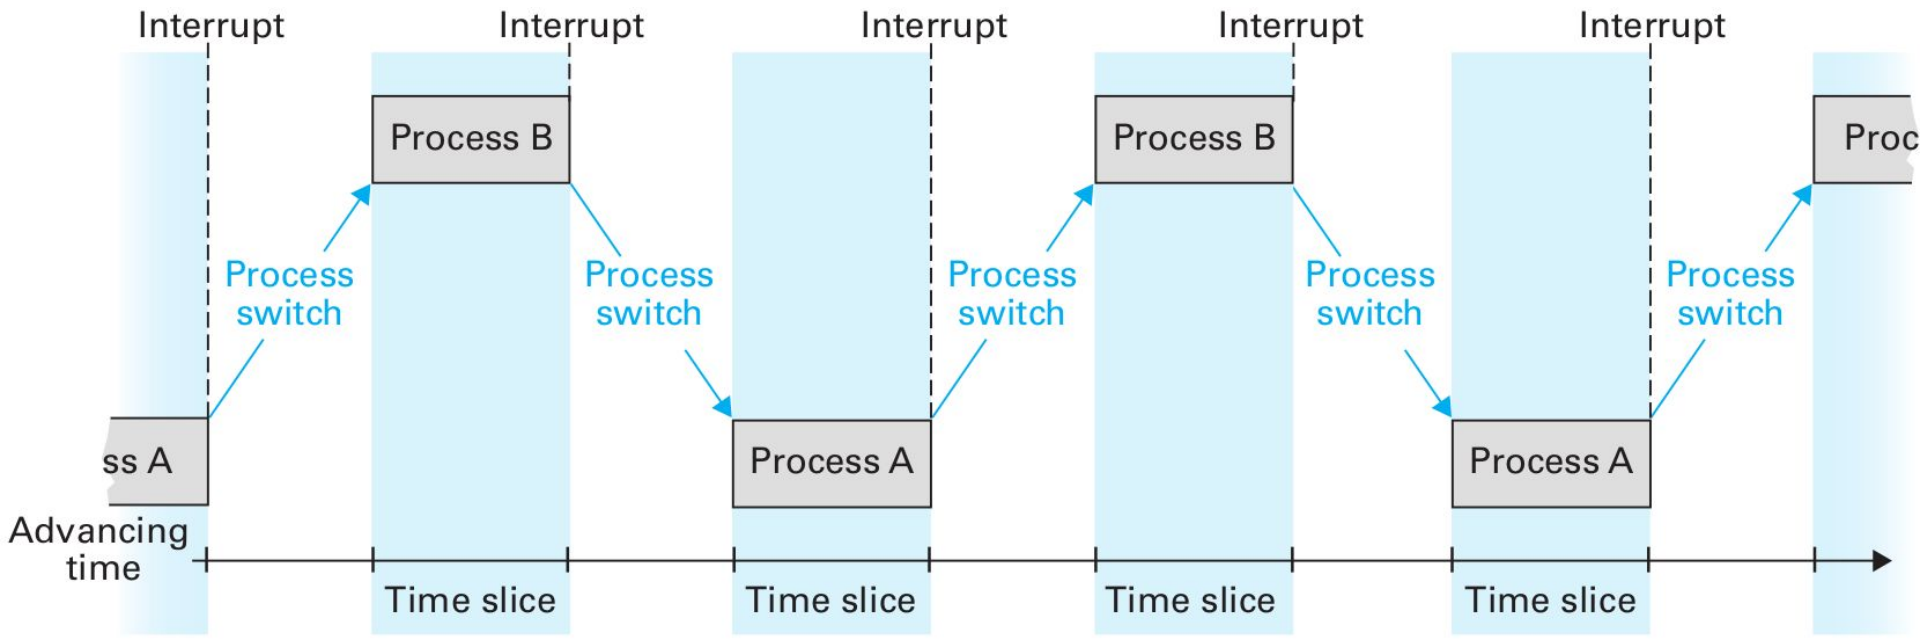 Interrupt
Interrupt
Interrupt
Interrupt
Interrupt
Process B
Process B
Proc
Process
switch
Process
switch
Process
switch
Process
switch
Process
switch
ss A
Process A
Process A
Advancing
time
Time slice
Time slice
Time slice
Time slice